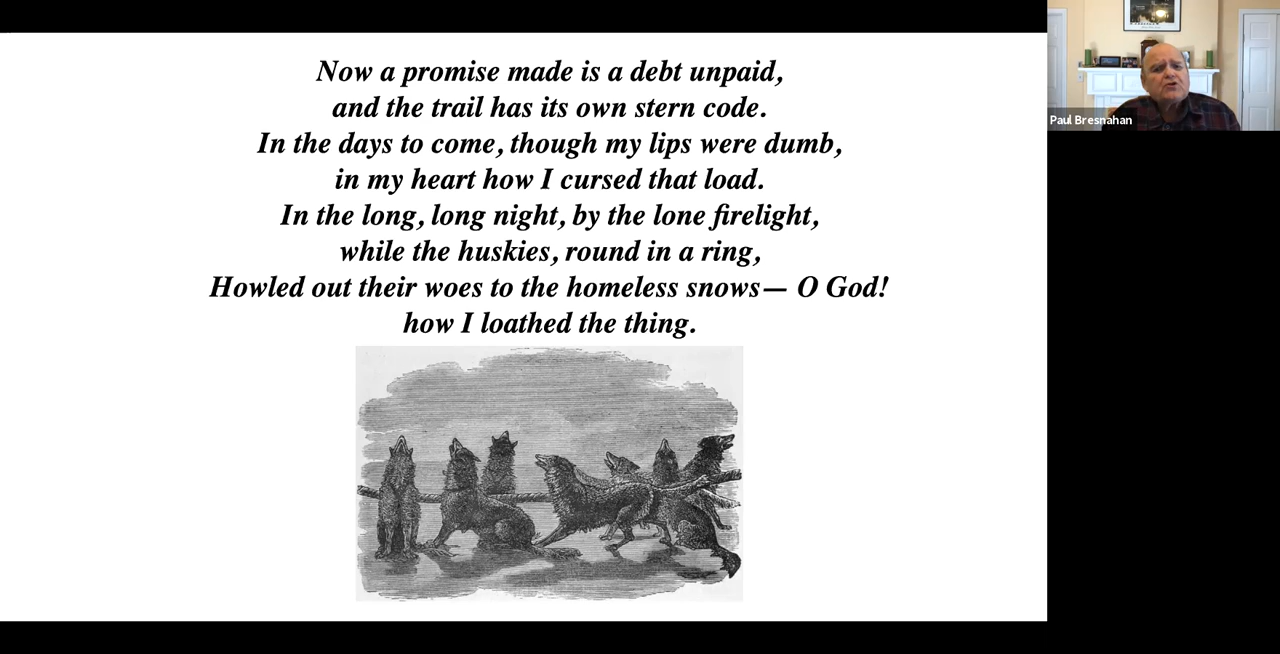 Now a promise made is a debt unpaid,
and the trail has its own stern code.
In the days to come, though my lips were dumb,
in my heart how I cursed that load.
In the long, long night, by the lone firelight,
while the huskies, round in a ring,
Howled out their woes to the homeless snows— O God!
how I loathed the thing.
Paul Bresnahan